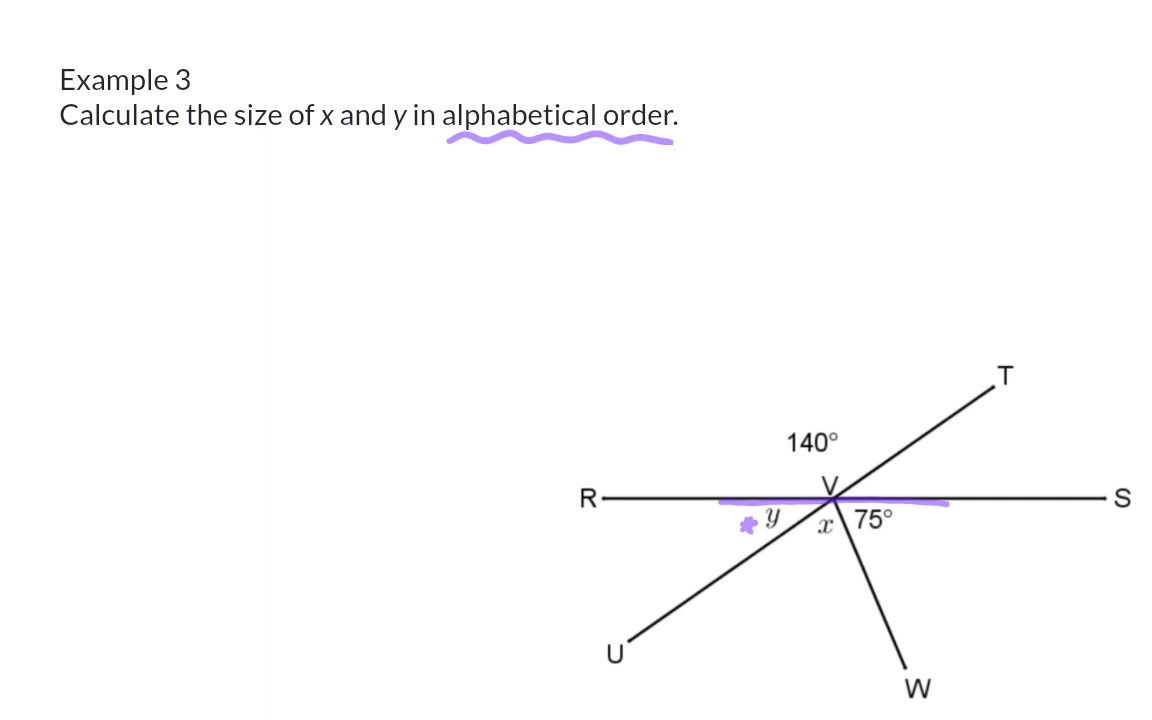 Example 3
Calculate the size of x and y in alphabetical order.
T
140°
V
R S
y x 75°
U
W